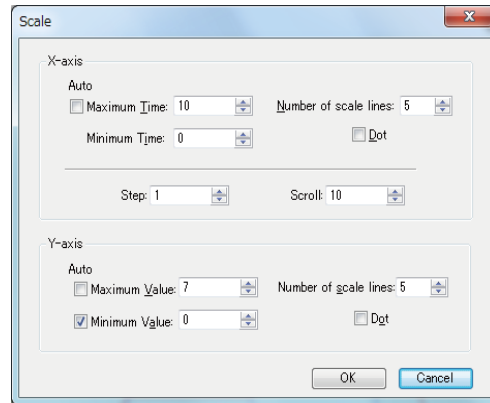 Scale
X-axis
Auto
Maximum Time: 10 Number of scale lines: 5
Minimum Time: 0 Dot
Step: 1 Scroll: 10
Y-axis
Auto
Maximum Value: 7 Number of scale lines: 5
Minimum Value: 0 Dot
OK Cancel